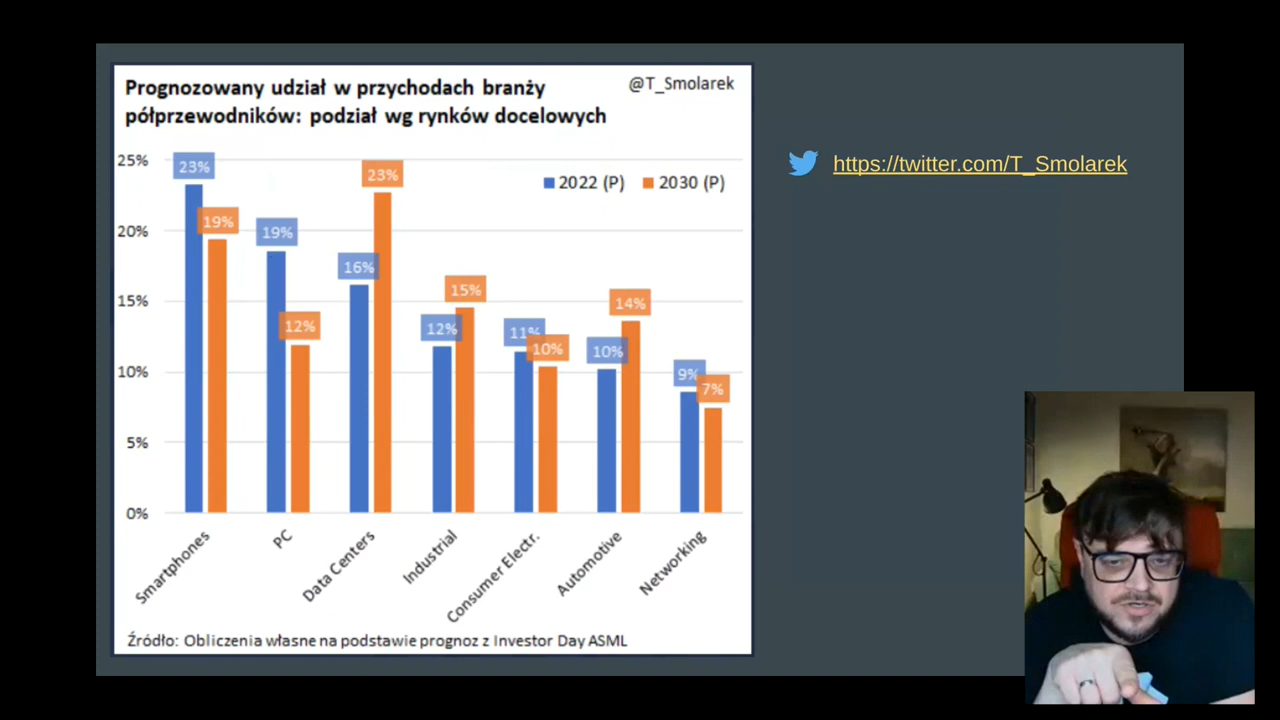 Prognozowany udział w przychodach branży
półprzewodników: podział wg rynków docelowych
@T_Smolarek
2022 (P) 2030 (P)
25%
20%
15%
10%
5%
0%
23% 19%
19% 12%
16% 23%
12% 15%
11% 10%
10% 14%
9% 7%
Smartphones
PC
Data Centers
Industrial
Consumer Electr.
Automotive
Networking
Źródło: Obliczenia własne na podstawie prognoz z Investor Day ASML
https://twitter.com/T_Smolarek